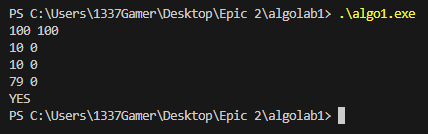 PS C:\Users\1337Gamer\Desktop\Epic 2\algolab1> .\algo1.exe
100 100
10 0
10 0
79 0
YES
PS C:\Users\1337Gamer\Desktop\Epic 2\algolab1>